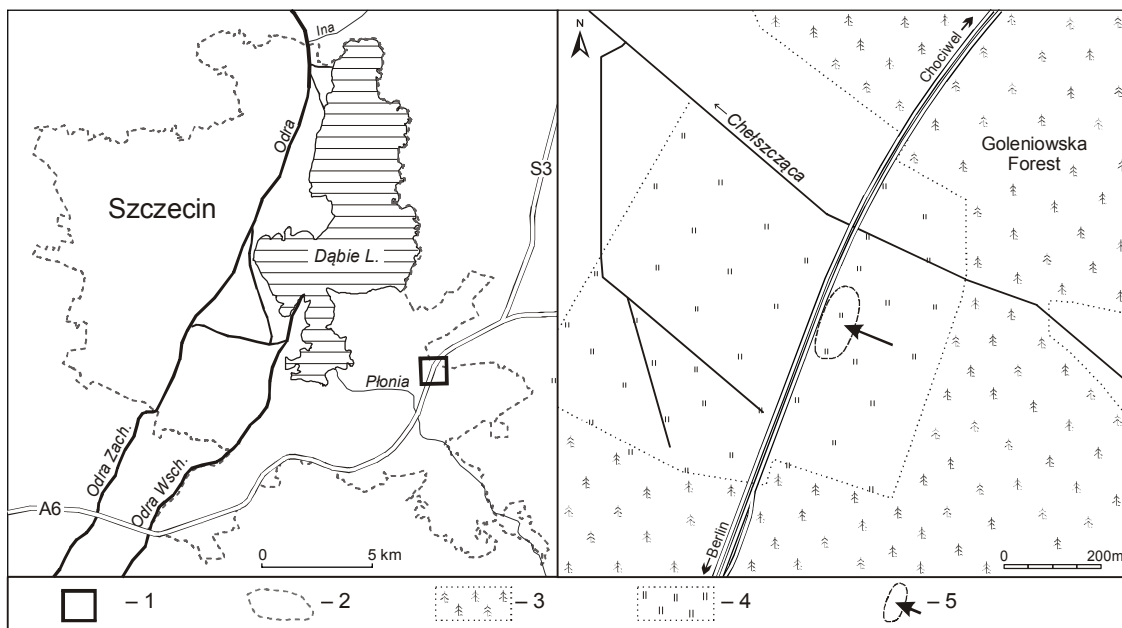 Ina
Odra
Szczecin
S3
Dąbie L.
Płonia
Odra Zach.
Odra Wsch.
A6
0 5 km
N
Chociwel
← Chełszcząca
Goleniowska
Forest
Berlin
0 200m
– 1 – 2 – 3 – 4 – 5